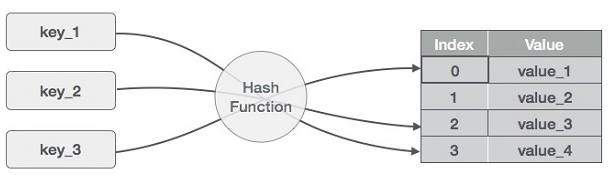 key_1
key_2
key_3
Hash
Function
Index Value
0 value_1
1 value_2
2 value_3
3 value_4